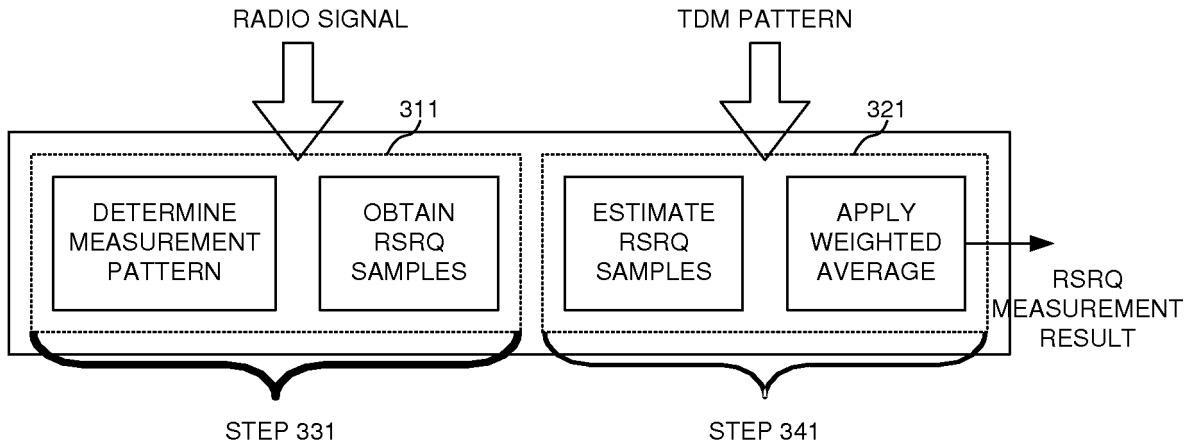 RADIO SIGNAL
TDM PATTERN
311
321
DETERMINE
MEASUREMENT
PATTERN
OBTAIN
RSRQ
SAMPLES
ESTIMATE
RSRQ
SAMPLES
APPLY
WEIGHTED
AVERAGE
RSRQ
MEASUREMENT
RESULT
STEP 331
STEP 341